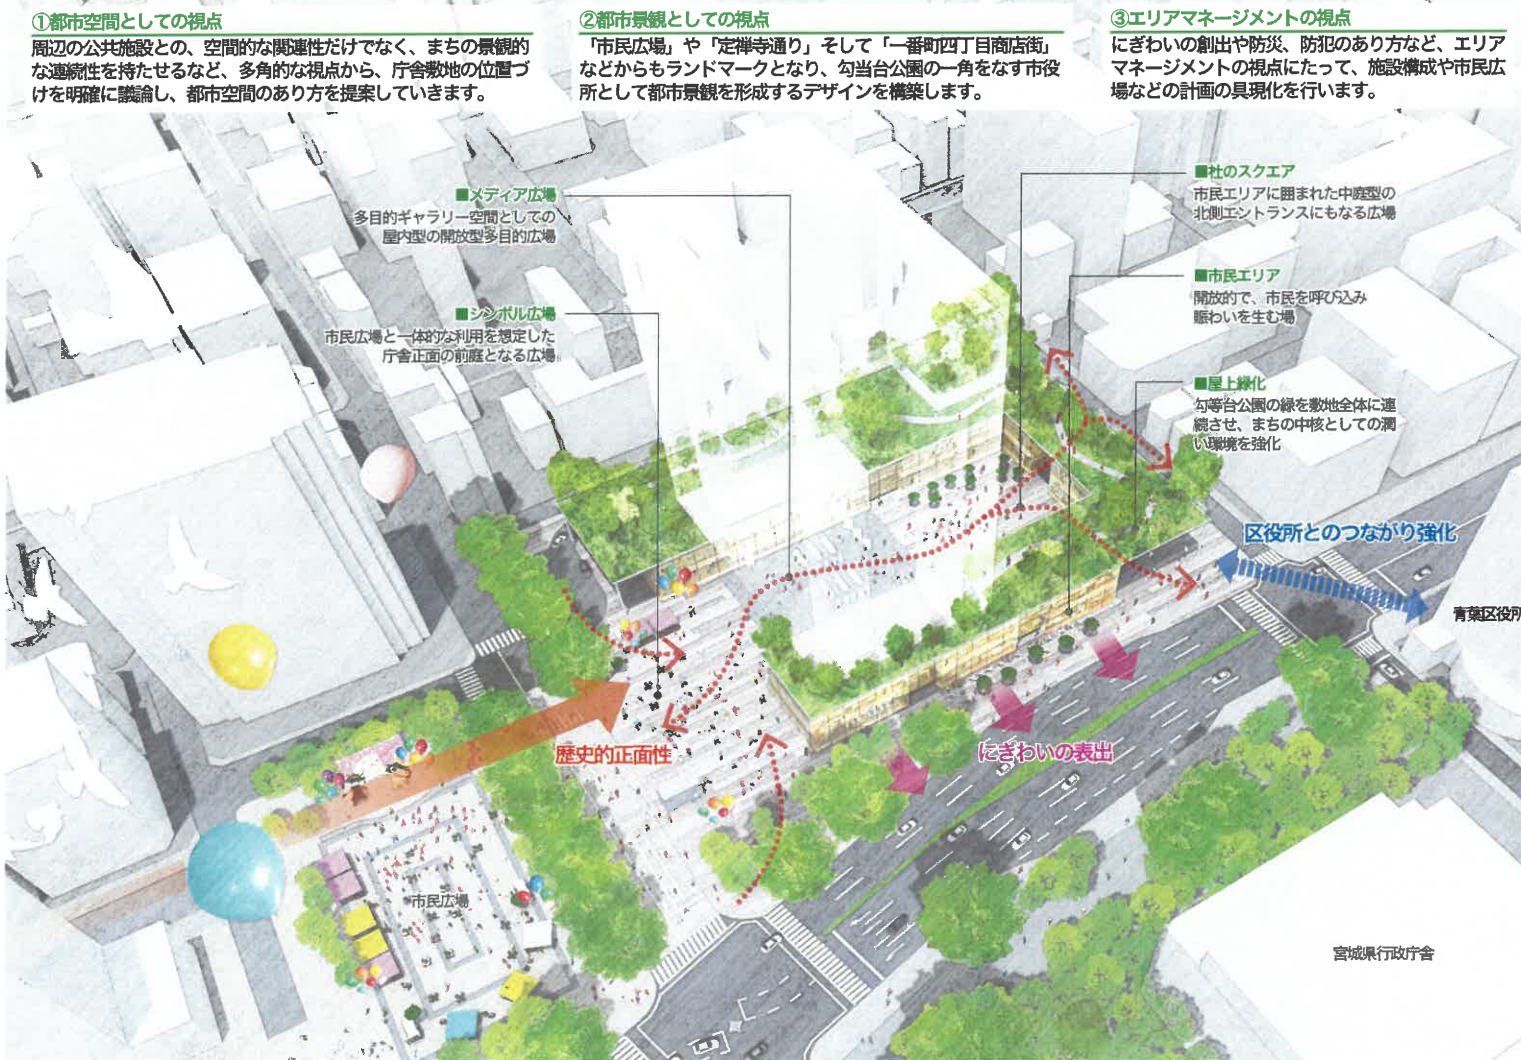 ①都市空間としての視点
周辺の公共施設との、空間的な関連性だけでなく、まちの景観的
な連続性を持たせるなど、多角的な視点から、庁舎敷地の位置づ
けを明確に議論し、都市空間のあり方を提案していきます。
②都市景観としての視点
「市民広場」や「定禅寺通り」そして「一番町四丁目商店街」
などからもランドマークとなり、勾当台公園の一角をなす市役
所として都市景観を形成するデザインを構築します。
③エリアマネージメントの視点
にぎわいの創出や防災、防犯のあり方など、エリア
マネージメントの視点にたって、施設構成や市民広
場などの計画の具現化を行います。
■メディア広場
多目的ギャラリー空間としての
屋内型の開放型多目的広場
■シンボル広場
市民広場と一体的な利用を想定した
庁舎正面の前庭となる広場
■杜のスクエア
市民エリアに囲まれた中庭型の
北側エントランスにもなる広場
■市民エリア
開放的で、市民を呼び込み
賑わいを生む場
■屋上緑化
勾等台公園の緑を敷地全体に連
続させ、まちの中核としての潤
い環境を強化
区役所とのつながり強化
青葉区役所
歴史的正面性
にぎわいの表出
市民広場
宮城県行政庁舎